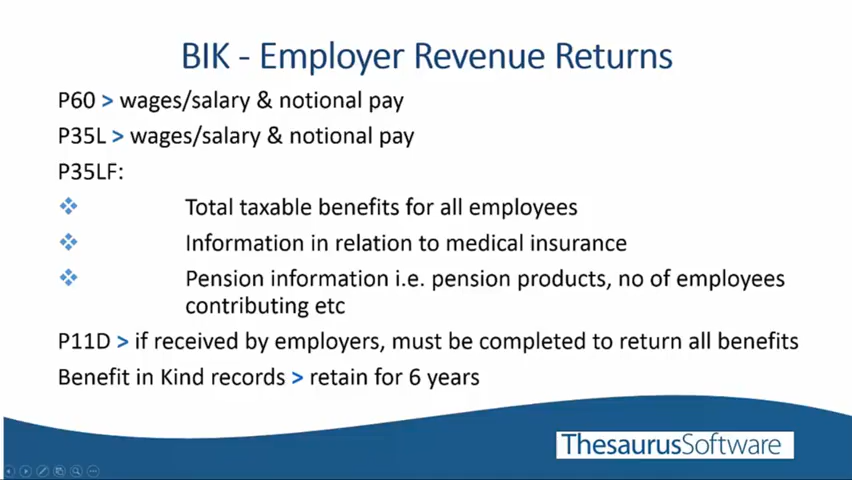 BIK - Employer Revenue Returns
P60 > wages/salary & notional pay
P35L > wages/salary & notional pay
P35LF:
Total taxable benefits for all employees
Information in relation to medical insurance
Pension information i.e. pension products, no of employees
contributing etc
P11D > if received by employers, must be completed to return all benefits
Benefit in Kind records > retain for 6 years
ThesaurusSoftware